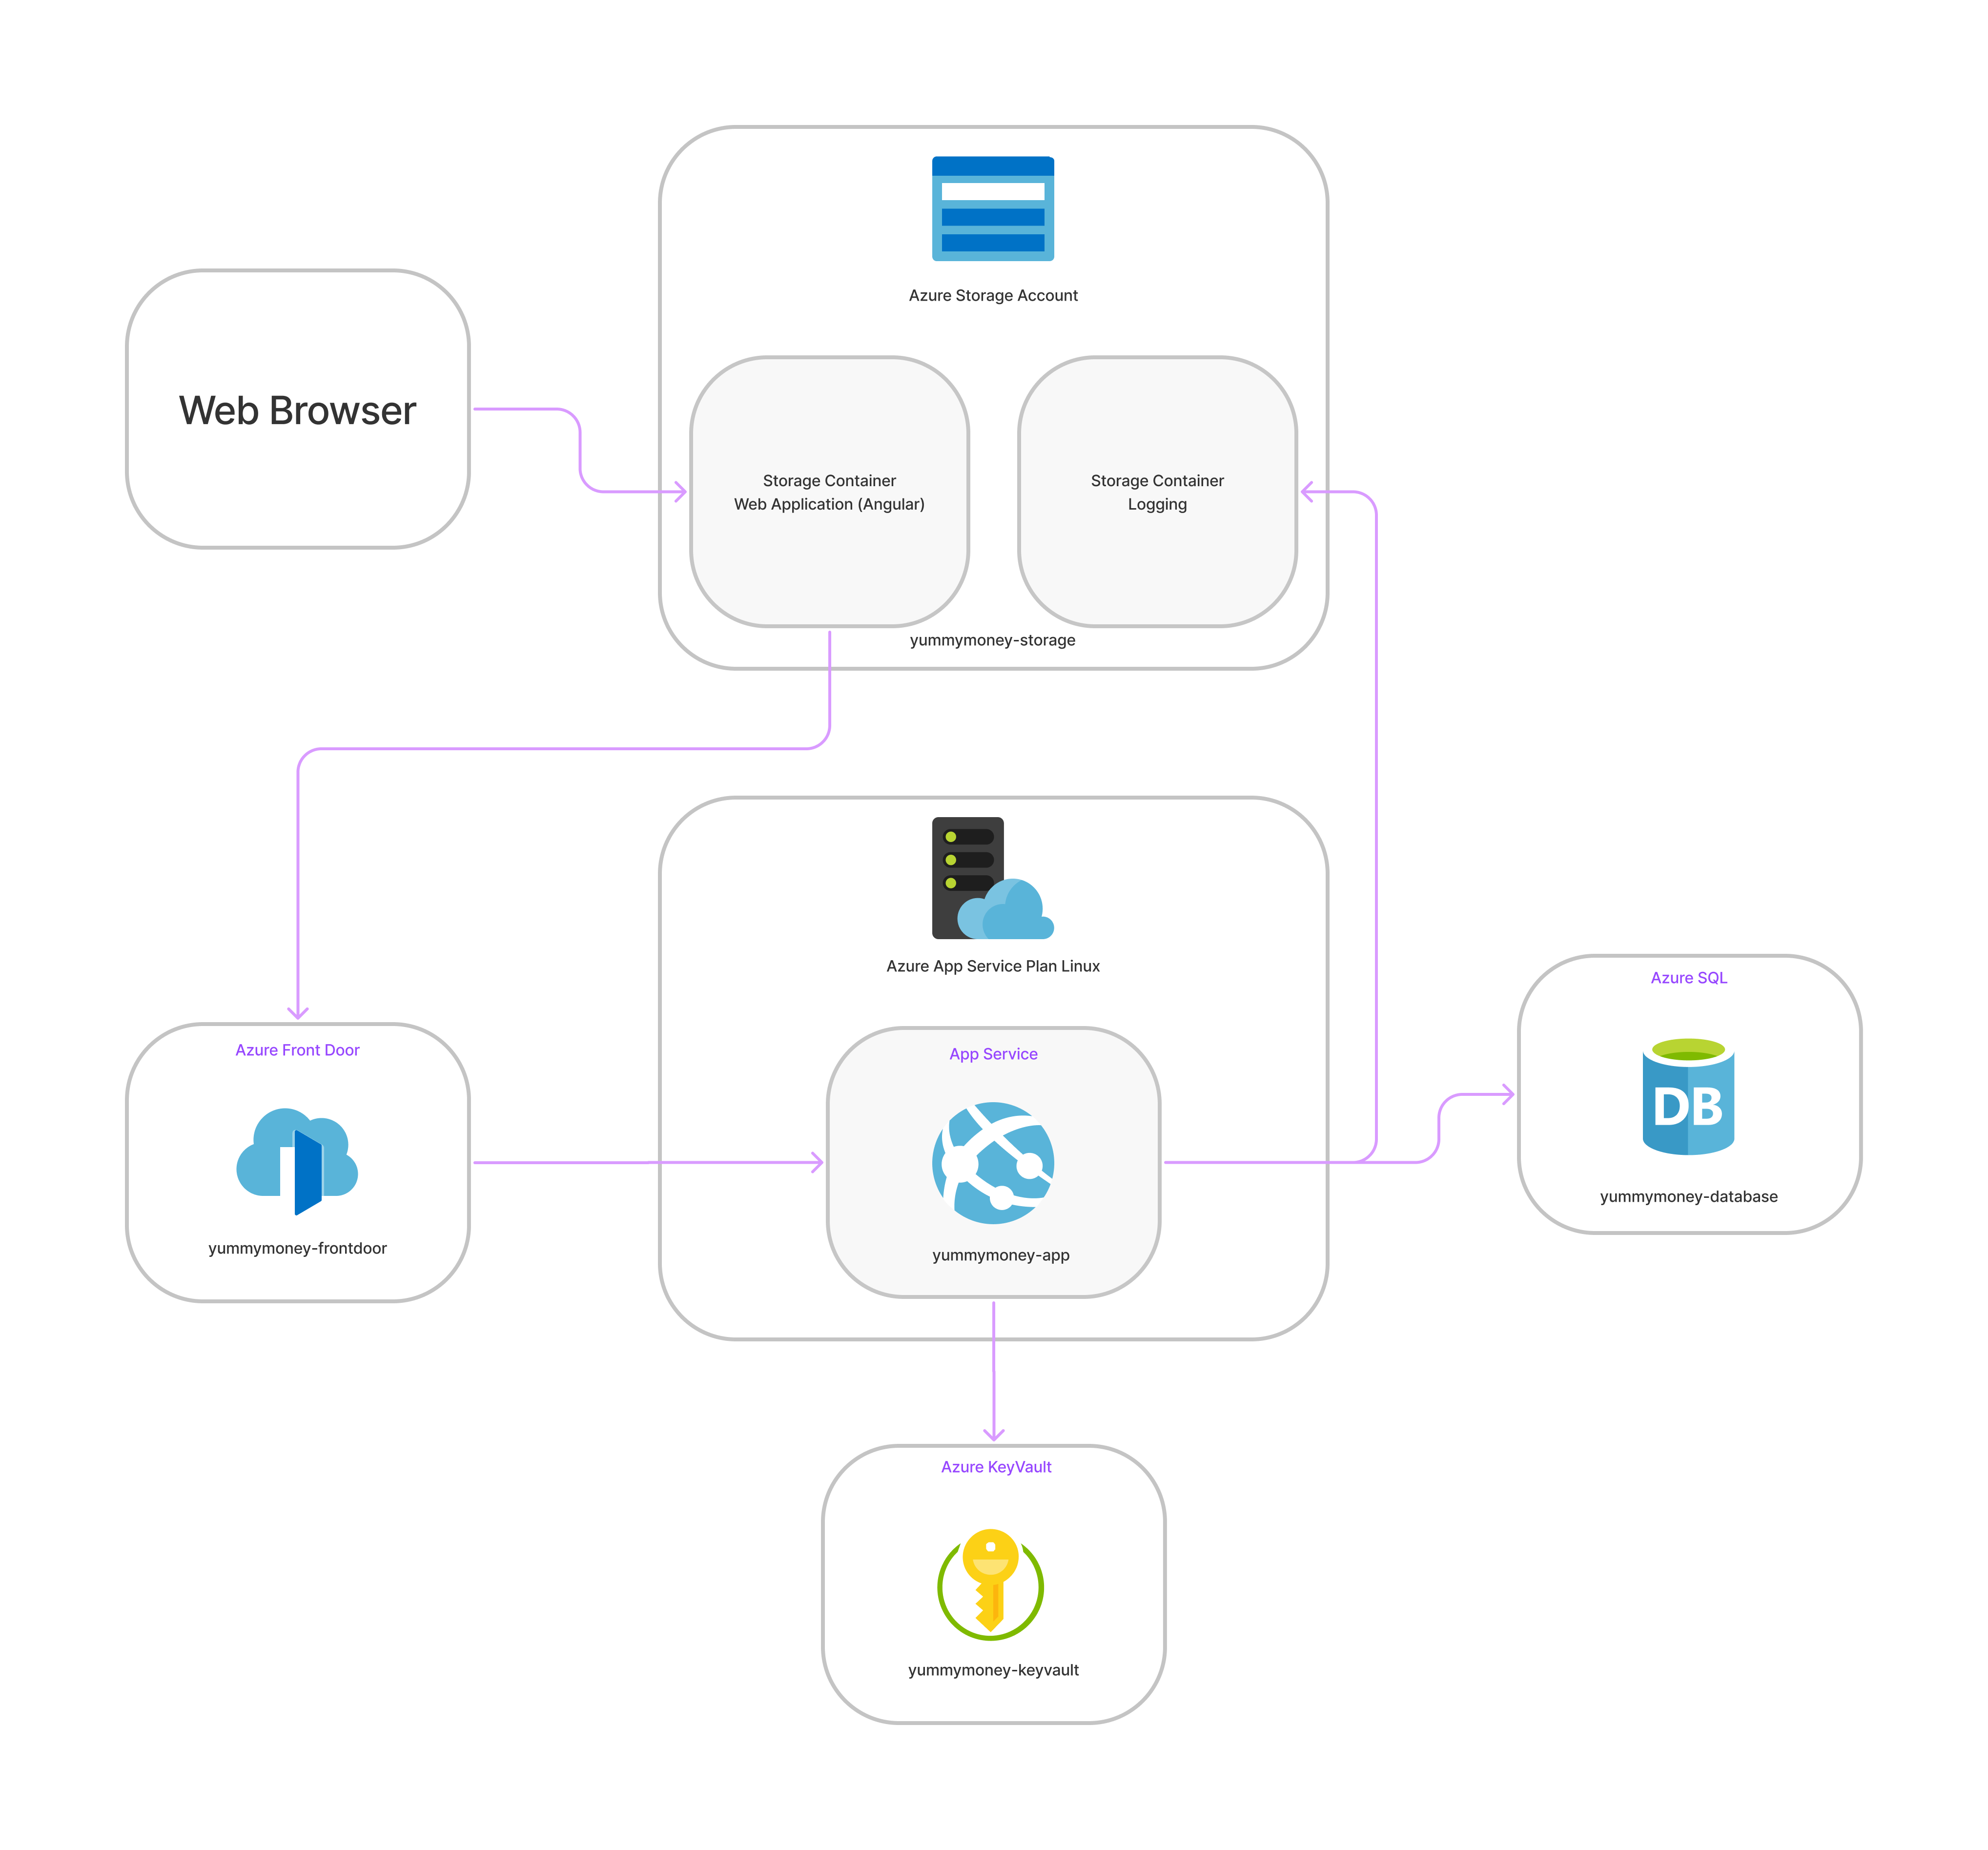 Azure Storage Account
Web Browser
Storage Container
Web Application (Angular)
Storage Container
Logging
yummymoney-storage
Azure App Service Plan Linux
Azure Front Door
yummymoney-frontdoor
App Service
yummymoney-app
Azure SQL
DB
yummymoney-database
Azure KeyVault
yummymoney-keyvault